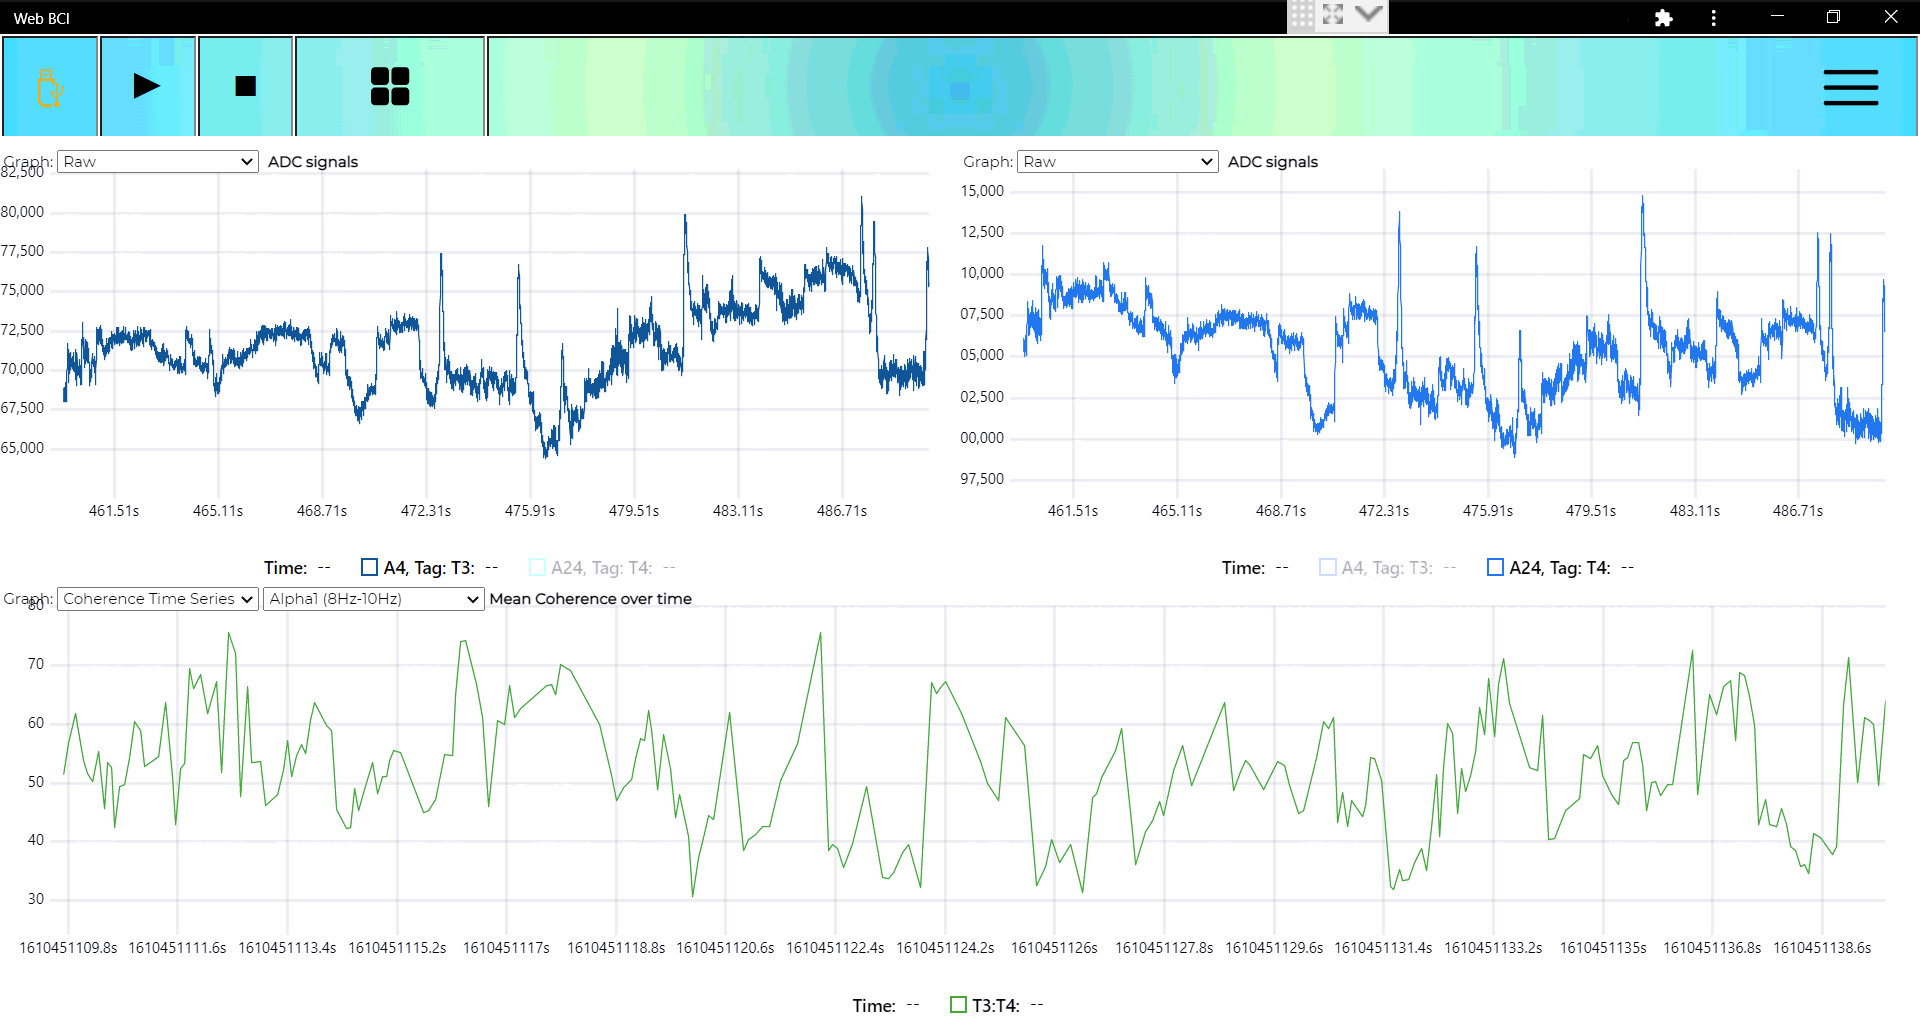 Web BCI
Graph: Raw ADC signals
82,500
80,000
77,500
75,000
72,500
70,000
67,500
65,000
461.51s 465.11s 468.71s 472.31s 475.91s 479.51s 483.11s 486.71s
Time: -- A4, Tag: T3: -- A24, Tag: T4: --
Graph: Raw ADC signals
15,000
12,500
10,000
07,500
05,000
02,500
00,000
97,500
461.51s 465.11s 468.71s 472.31s 475.91s 479.51s 483.11s 486.71s
Time: -- A4, Tag: T3: -- A24, Tag: T4: --
Graph: Coherence Time Series Alpha1 (8Hz-10Hz) Mean Coherence over time
80
70
60
50
40
30
1610451109.8s 1610451111.6s 1610451113.4s 1610451115.2s 1610451117s 1610451118.8s 1610451120.6s 1610451122.4s 1610451124.2s 1610451126s 1610451127.8s 1610451129.6s 1610451131.4s 1610451133.2s 1610451135s 1610451136.8s 1610451138.6s
Time: -- T3:T4: --